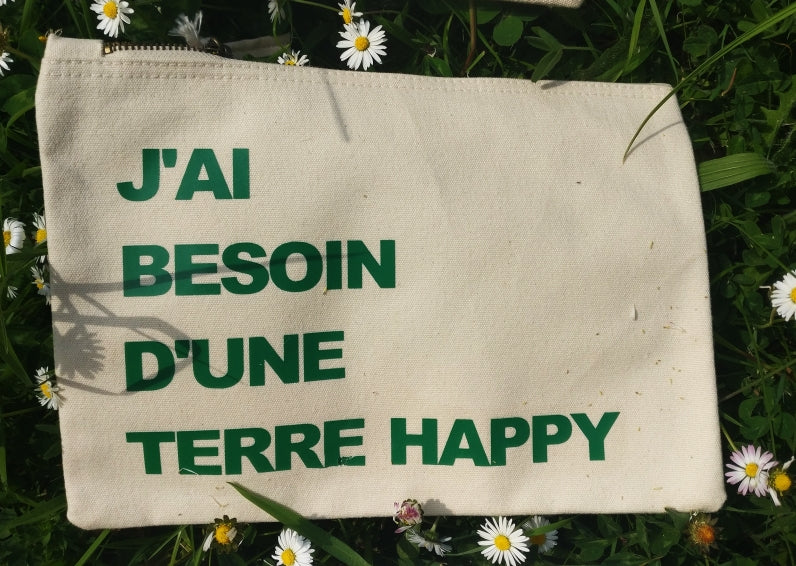 J'AI
BESOIN
D'UNE
TERRE HAPPY